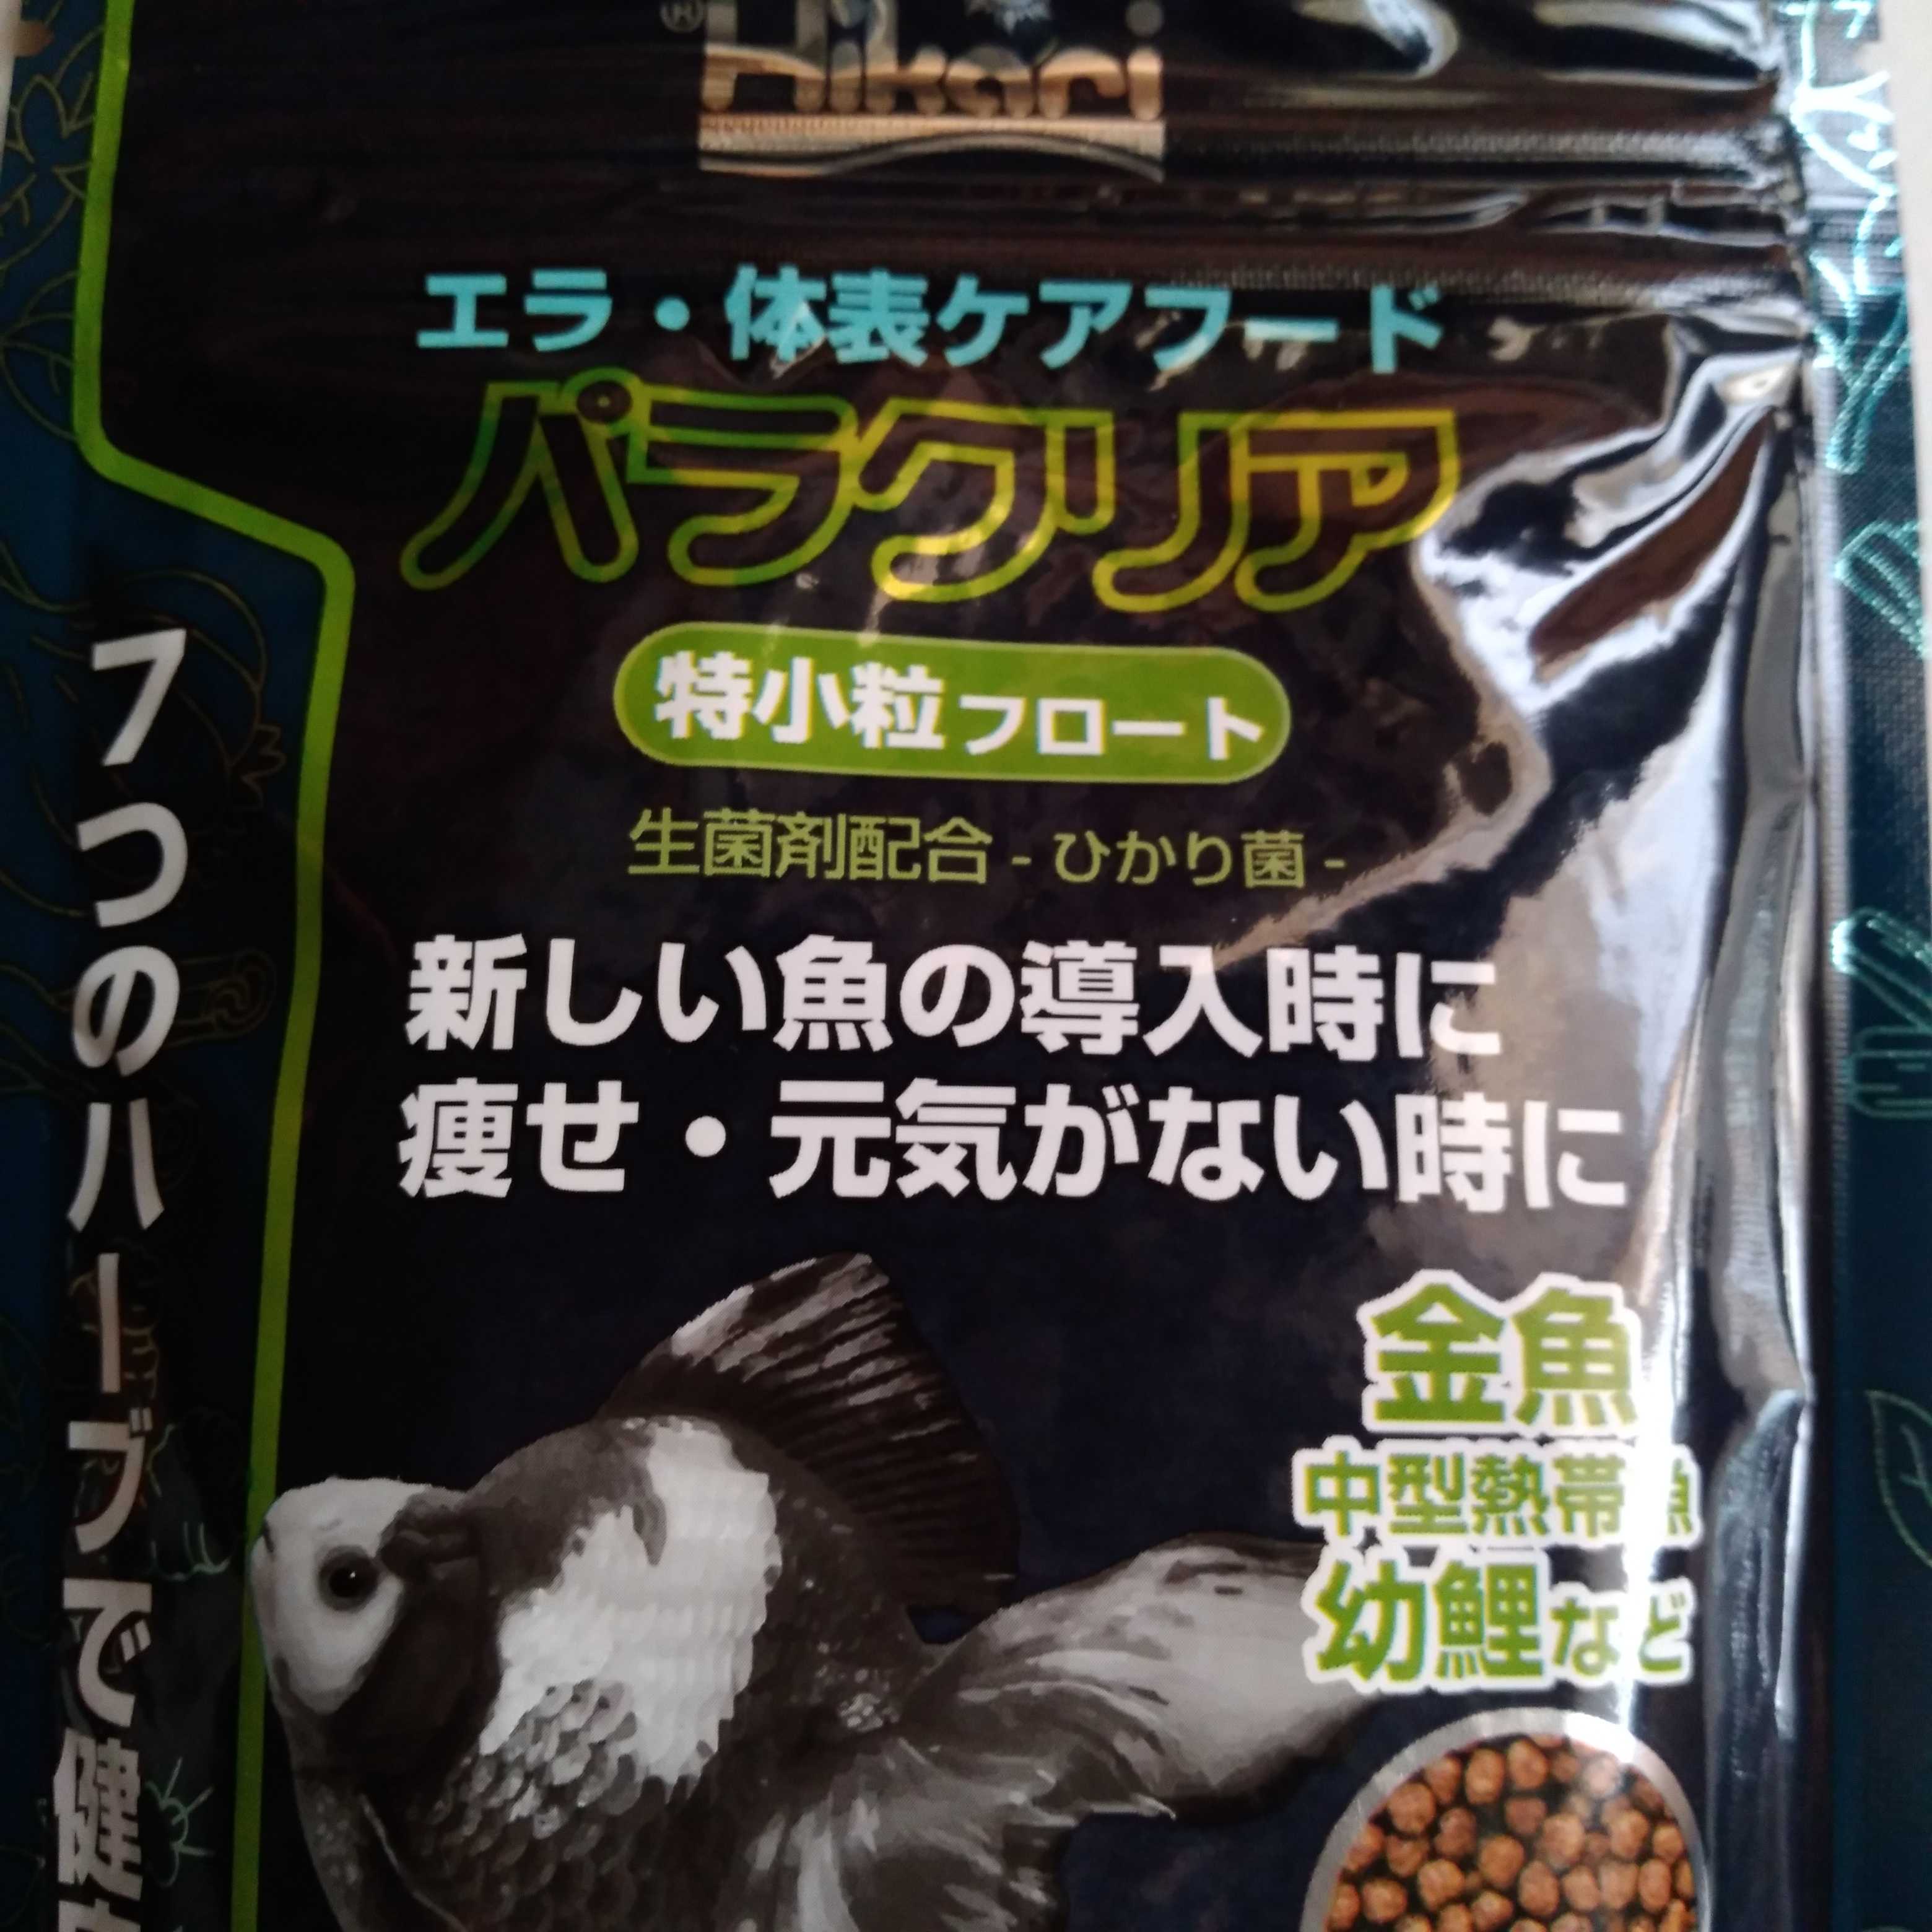 ® Hikari
エラ・体表ケアフード
パラクリア
特小粒フロート
生菌剤配合 - ひかり菌 -
新しい魚の導入時に
痩せ・元気がない時に
金魚
中型熱帯魚
幼鯉など
7つのハーブで健